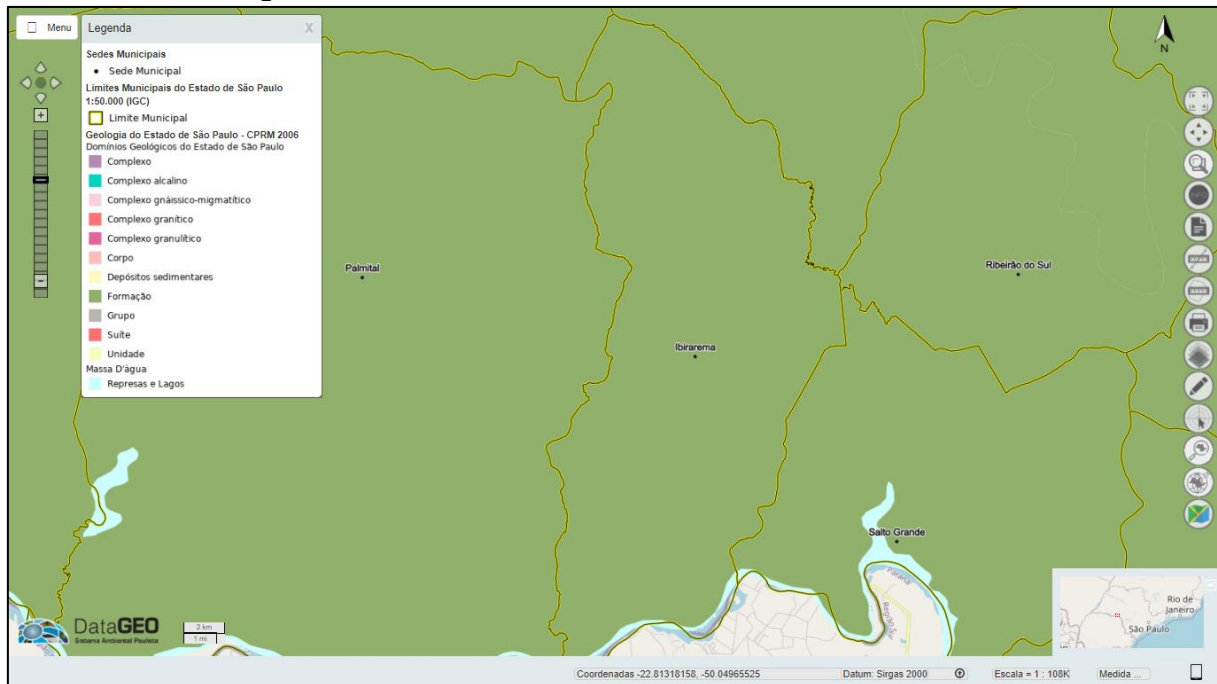 Menu
Legenda
X
Sedes Municipais
Sede Municipal
Limites Municipais do Estado de São Paulo
1:50.000 (IGC)
Limite Municipal
Geologia do Estado de São Paulo - CPRM 2006
Domínios Geológicos do Estado de São Paulo
Complexo
Complexo alcalino
Complexo gnáissico-migmatítico
Complexo granítico
Complexo granulítico
Corpo
Depósitos sedimentares
Formação
Grupo
Suíte
Unidade
Massa D'água
Represas e Lagos
N
Palmital
Ibirarema
Ribeirão do Sul
Salto Grande
Paraná
Região Sul
INFO
DataGEO
Sistema Ambiental Paulista
2 km
1 mi
Rio de
Janeiro
São Paulo
Coordenadas -22.81318158, -50.04965525
Datum: Sirgas 2000
Escala = 1 : 108K
Medida ...